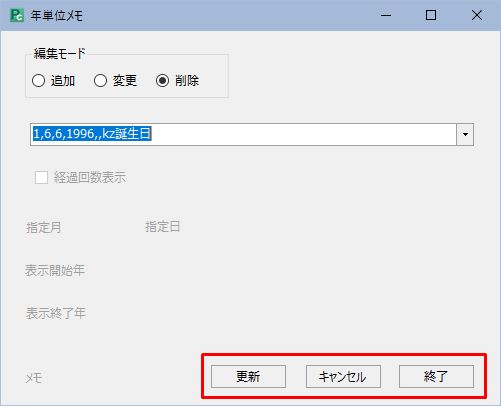 年単位メモ
編集モード
追加 変更 削除
1,6,6,1996,,kz誕生日
経過回数表示
指定月 指定日
表示開始年
表示終了年
メモ 更新 キャンセル 終了